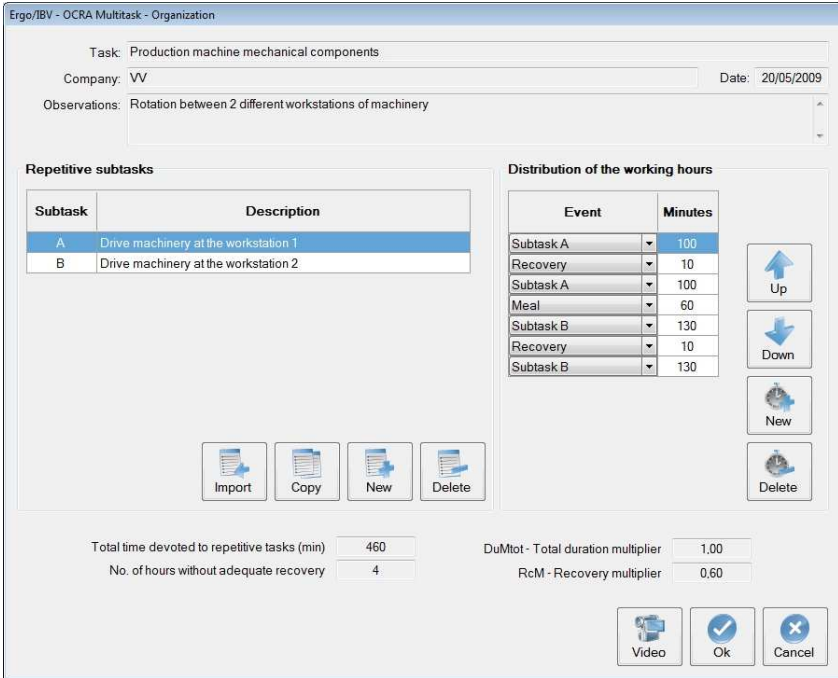 Ergo/IBV - OCRA Multitask - Organization
Task: Production machine mechanical components
Company: VV Date: 20/05/2009
Observations: Rotation between 2 different workstations of machinery
Repetitive subtasks
Subtask Description
A Drive machinery at the workstation 1
B Drive machinery at the workstation 2
Import Copy New Delete
Distribution of the working hours
Event Minutes
Subtask A 100
Recovery 10
Subtask A 100
Meal 60
Subtask B 130
Recovery 10
Subtask B 130
Up
Down
New
Delete
Total time devoted to repetitive tasks (min) 460
No. of hours without adequate recovery 4
DuMtot - Total duration multiplier 1,00
RcM - Recovery multiplier 0,60
Video Ok Cancel